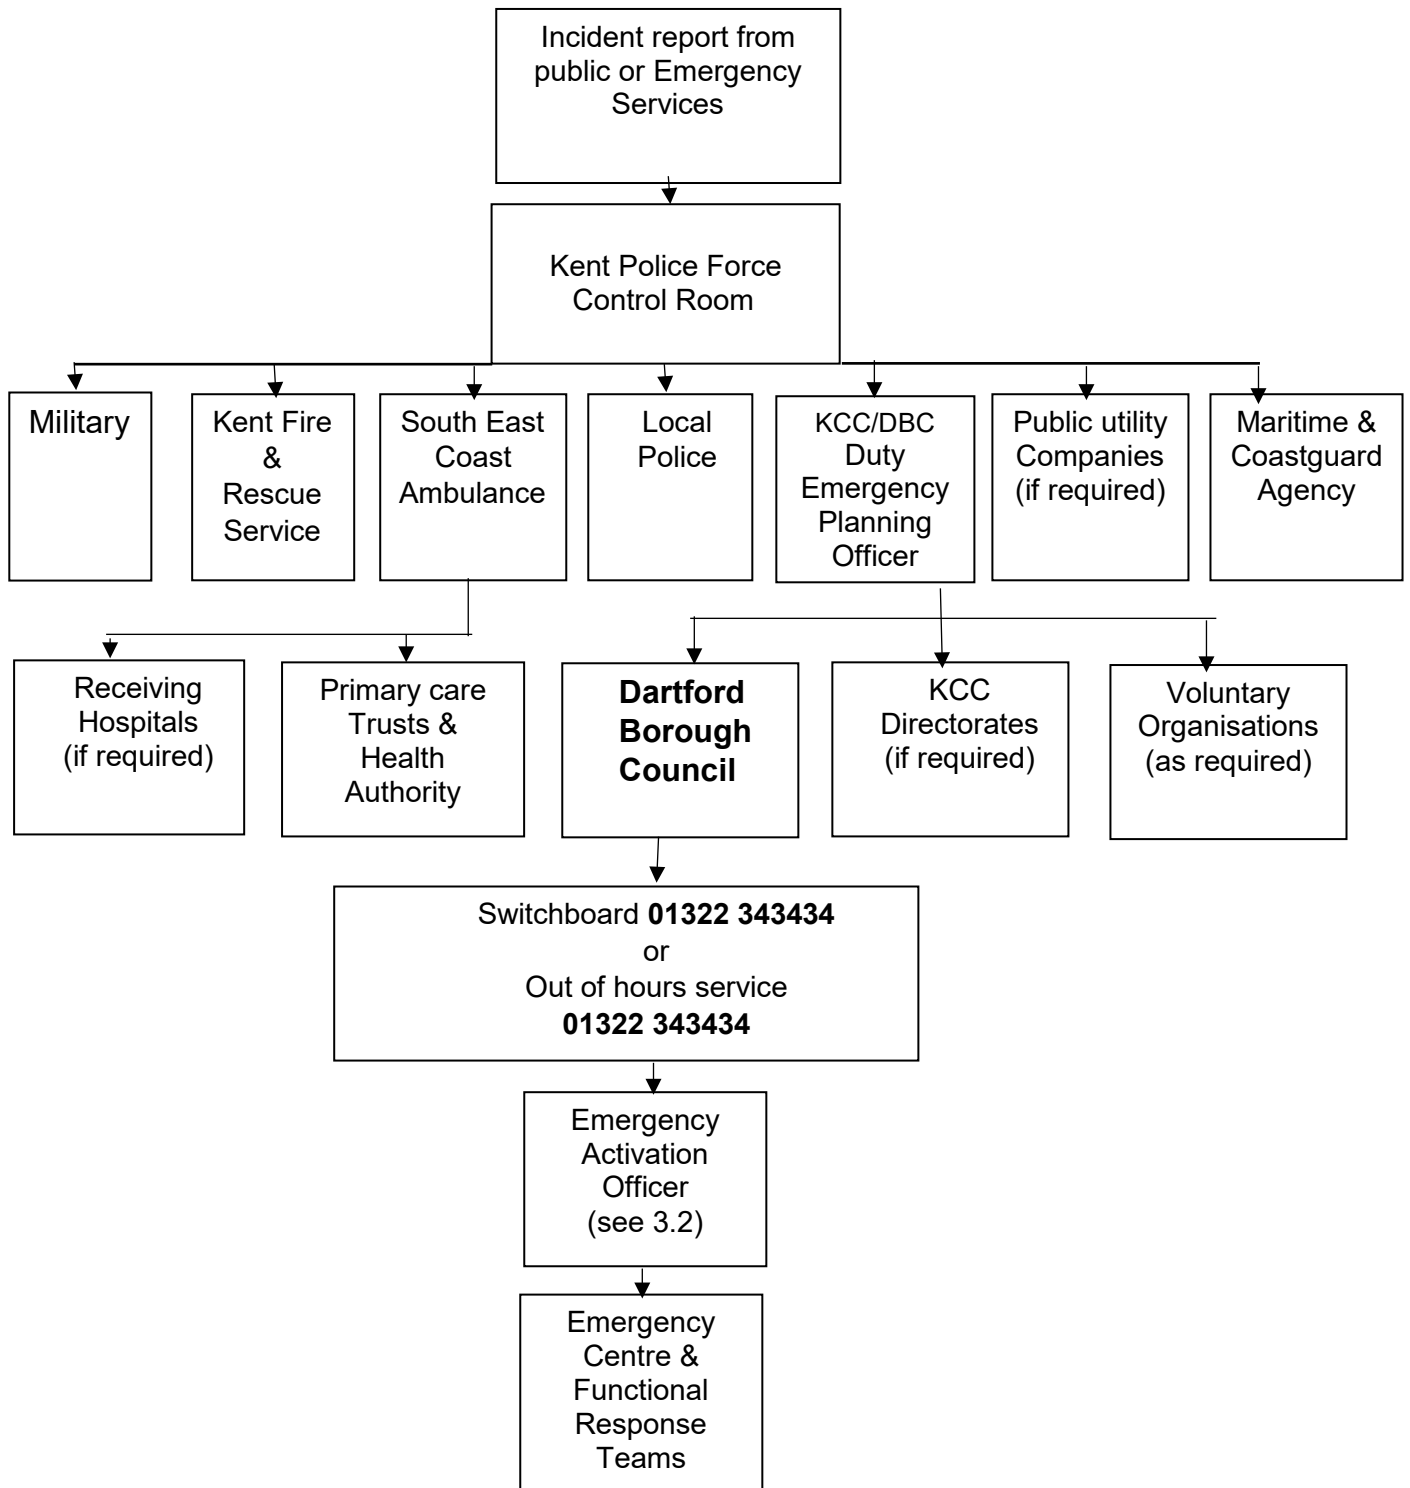 Incident report from
public or Emergency
Services
Kent Police Force
Control Room
Military
Kent Fire
&
Rescue
Service
South East
Coast
Ambulance
Local
Police
KCC/DBC
Duty
Emergency
Planning
Officer
Public utility
Companies
(if required)
Maritime &
Coastguard
Agency
Receiving
Hospitals
(if required)
Primary care
Trusts &
Health
Authority
Dartford
Borough
Council
KCC
Directorates
(if required)
Voluntary
Organisations
(as required)
Switchboard 01322 343434
or
Out of hours service
01322 343434
Emergency
Activation
Officer
(see 3.2)
Emergency
Centre &
Functional
Response
Teams